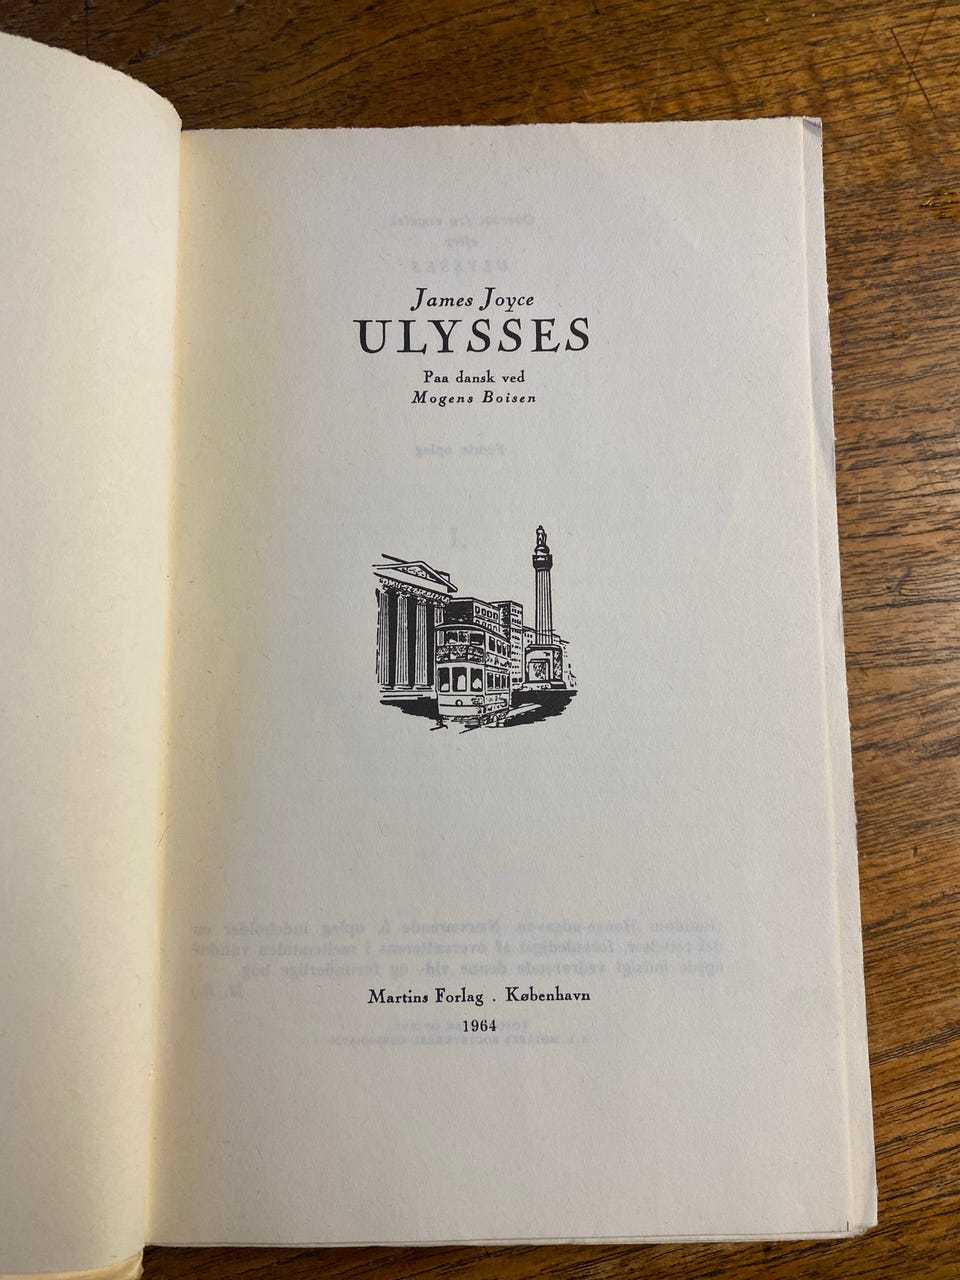 James Joyce
ULYSSES
Paa dansk ved
Mogens Boisen
Martins Forlag . København
1964